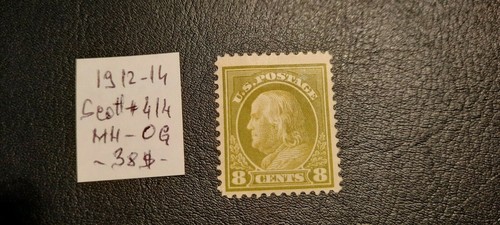 1912-14
Scott # 414
MH-OG
- 38$ -
U.S. POSTAGE
8 CENTS 8